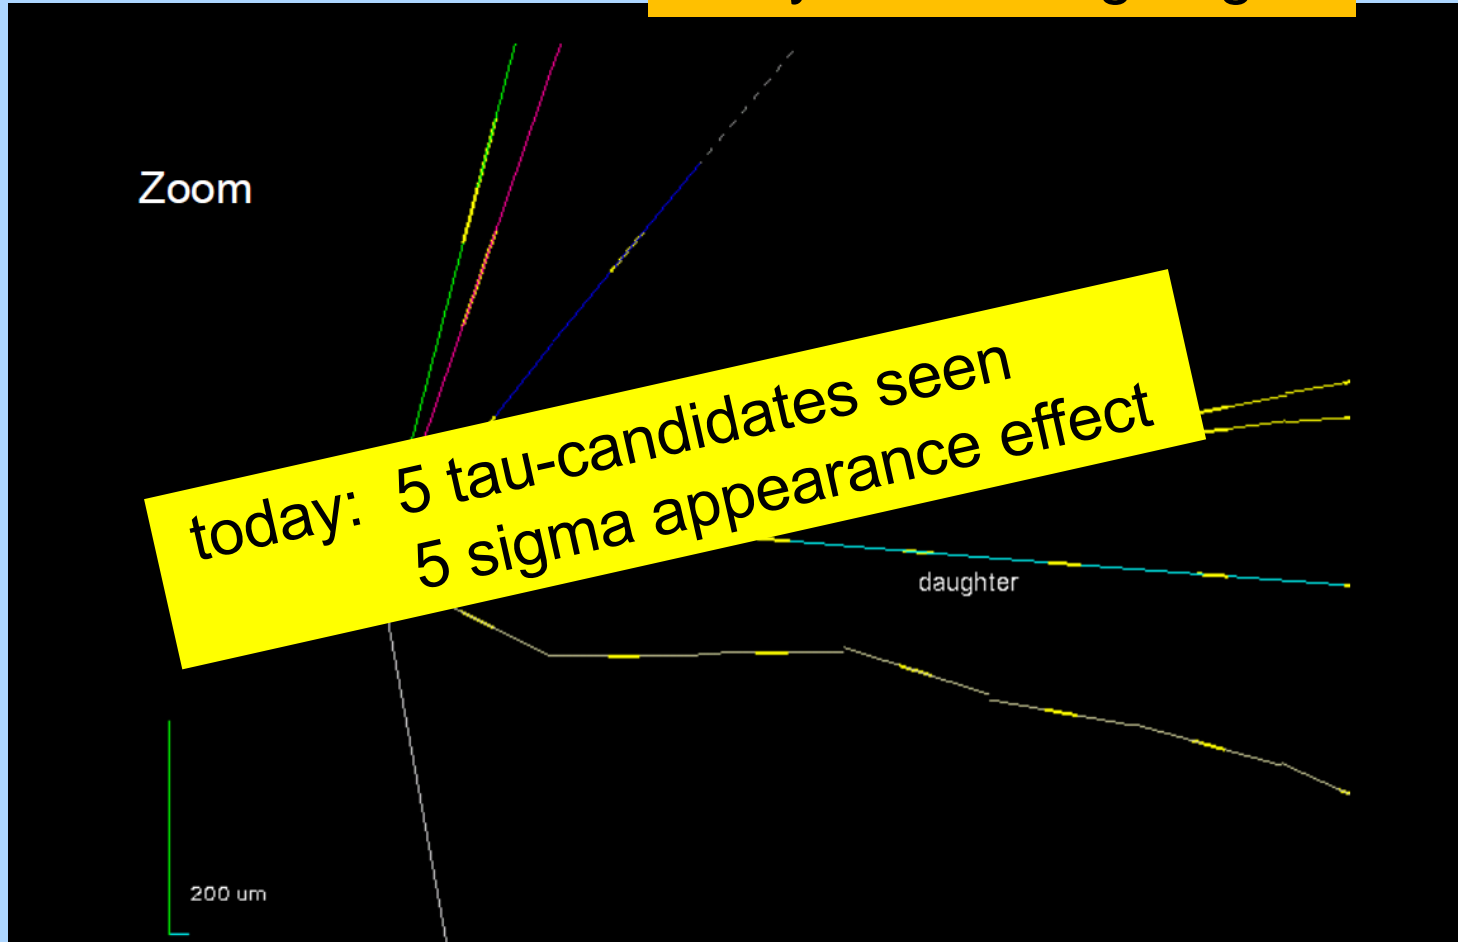 Zoom
today: 5 tau-candidates seen
5 sigma appearance effect
daughter
200 um